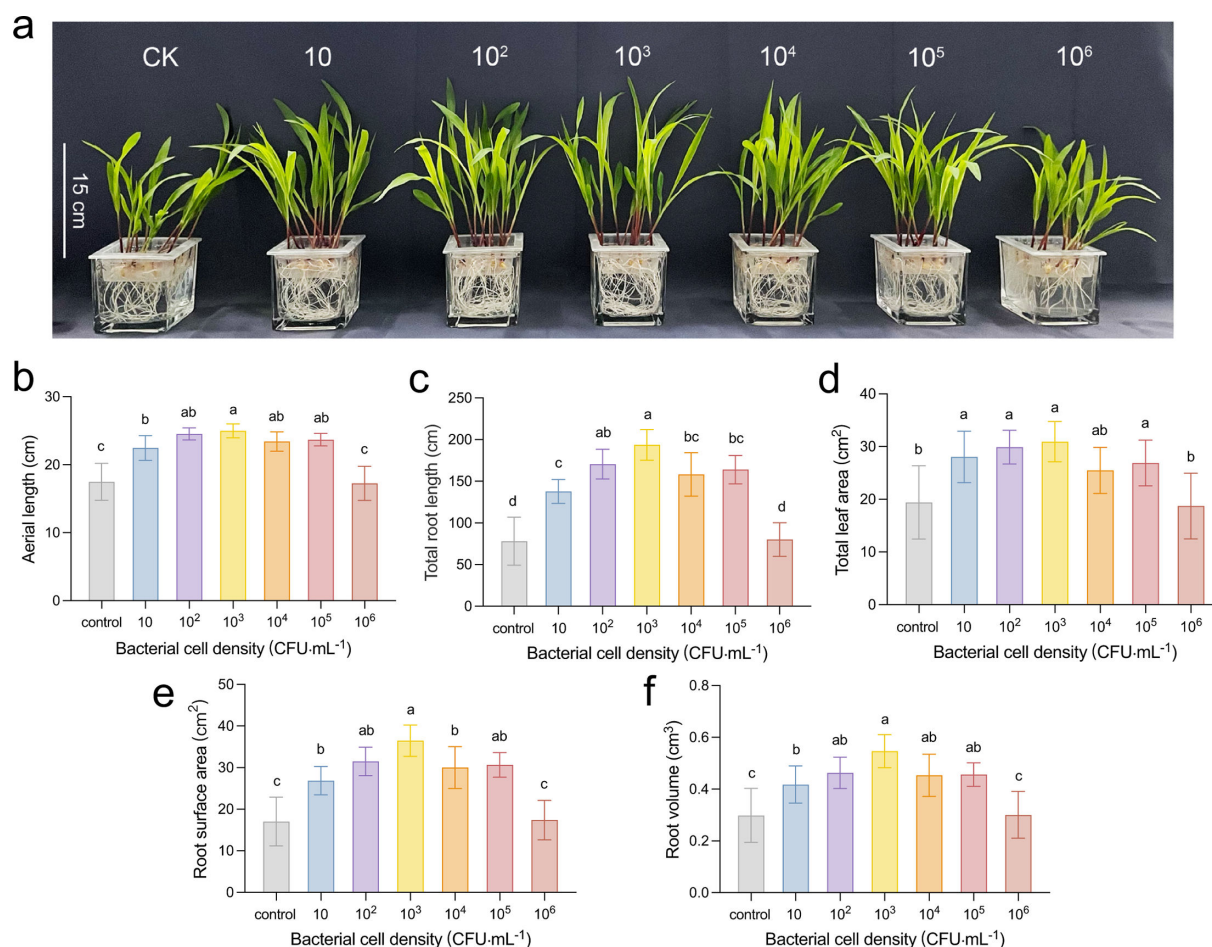 a
CK 10 10² 10³ 10⁴ 10⁵ 10⁶
15 cm
b
Aerial length (cm)
30
20
10
0
c b ab a ab ab c
control 10 10² 10³ 10⁴ 10⁵ 10⁶
Bacterial cell density (CFU·mL⁻¹)
c
Total root length (cm)
250
200
150
100
50
0
d c ab a bc bc d
control 10 10² 10³ 10⁴ 10⁵ 10⁶
Bacterial cell density (CFU·mL⁻¹)
d
Total leaf area (cm²)
40
30
20
10
0
b a a a ab a b
control 10 10² 10³ 10⁴ 10⁵ 10⁶
Bacterial cell density (CFU·mL⁻¹)
e
Root surface area (cm²)
50
40
30
20
10
0
c b ab a b ab c
control 10 10² 10³ 10⁴ 10⁵ 10⁶
Bacterial cell density (CFU·mL⁻¹)
f
Root volume (cm³)
0.8
0.6
0.4
0.2
0.0
c b ab a ab ab c
control 10 10² 10³ 10⁴ 10⁵ 10⁶
Bacterial cell density (CFU·mL⁻¹)